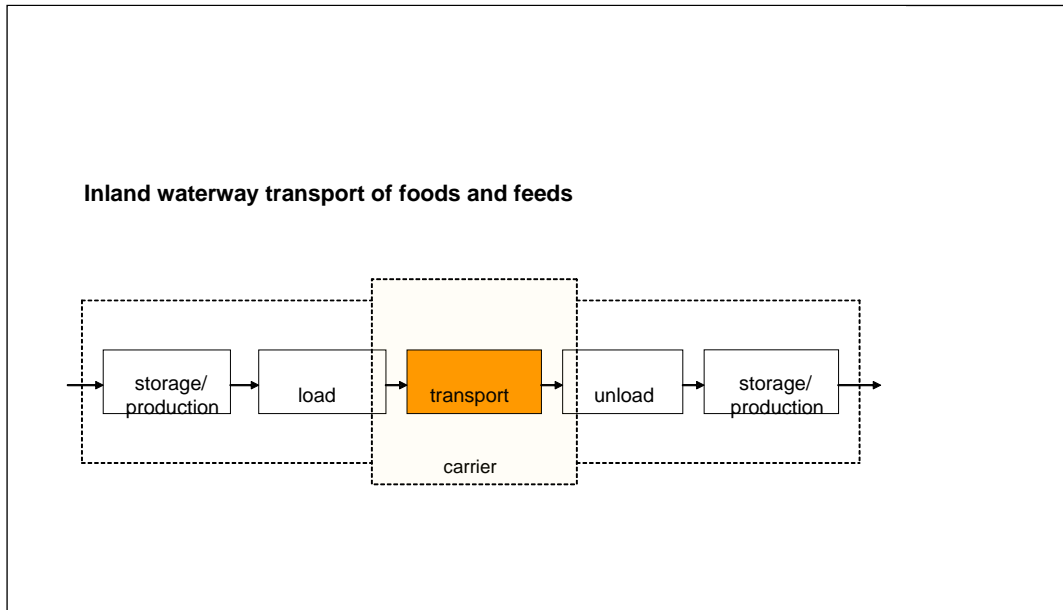 Inland waterway transport of foods and feeds
storage/
production
load
transport
unload
storage/
production
carrier